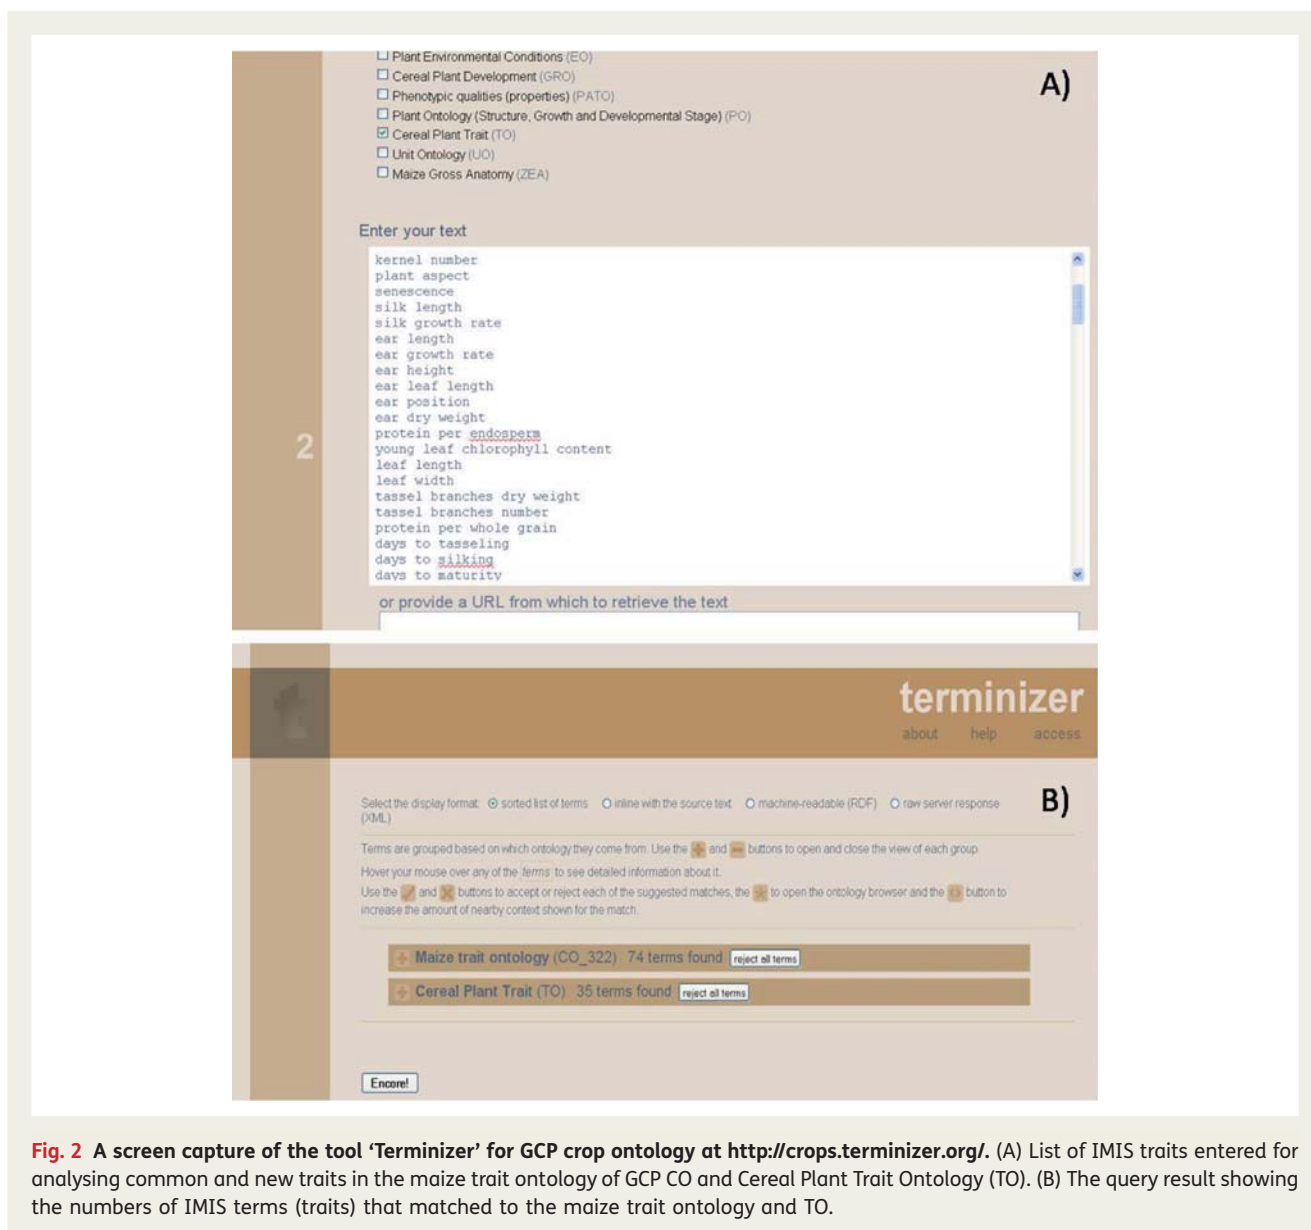 Plant Environmental Conditions (EO)
Cereal Plant Development (GRO)
Phenotypic qualities (properties) (PATO)
Plant Ontology (Structure, Growth and Developmental Stage) (PO)
Cereal Plant Trait (TO)
Unit Ontology (UO)
Maize Gross Anatomy (ZEA)
A)
Enter your text
kernel number
plant aspect
senescence
silk length
silk growth rate
ear length
ear growth rate
ear height
ear leaf length
ear position
ear dry weight
protein per endosperm
young leaf chlorophyll content
leaf length
leaf width
tassel branches dry weight
tassel branches number
protein per whole grain
days to tasseling
days to silking
days to maturity
2
or provide a URL from which to retrieve the text
t
terminizer
about help access
Select the display format: sorted list of terms inline with the source text machine-readable (RDF) raw server response
(XML)
B)
Terms are grouped based on which ontology they come from. Use the + and − buttons to open and close the view of each group.
Hover your mouse over any of the terms to see detailed information about it.
Use the and buttons to accept or reject each of the suggested matches, the to open the ontology browser and the button to
increase the amount of nearby context shown for the match.
+ Maize trait ontology (CO_322) 74 terms found reject all terms
+ Cereal Plant Trait (TO) 35 terms found reject all terms
Encore!
Fig. 2 A screen capture of the tool ‘Terminizer’ for GCP crop ontology at http://crops.terminizer.org/. (A) List of IMIS traits entered for
analysing common and new traits in the maize trait ontology of GCP CO and Cereal Plant Trait Ontology (TO). (B) The query result showing
the numbers of IMIS terms (traits) that matched to the maize trait ontology and TO.